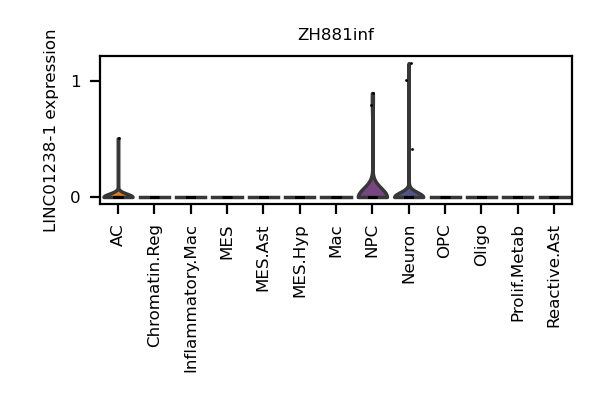 ZH881inf
LINC01238-1 expression
1
0
AC
Chromatin.Reg
Inflammatory.Mac
MES
MES.Ast
MES.Hyp
Mac
NPC
Neuron
OPC
Oligo
Prolif.Metab
Reactive.Ast